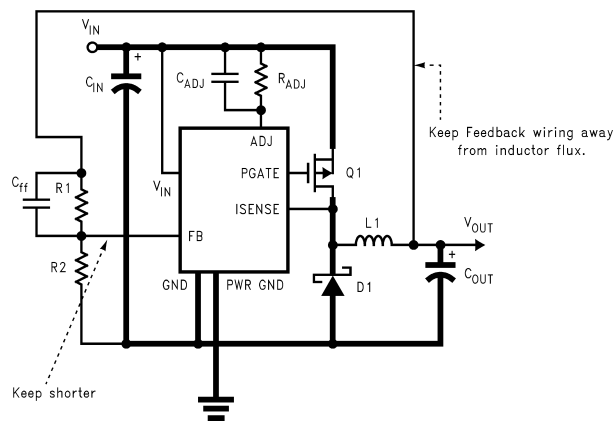 VIN
+
CIN
CADJ
RADJ
ADJ
Keep Feedback wiring away
from inductor flux.
PGATE
Q1
VIN
Cff
R1
ISENSE
L1
VOUT
FB
+
R2
GND
PWR GND
D1
COUT
Keep shorter